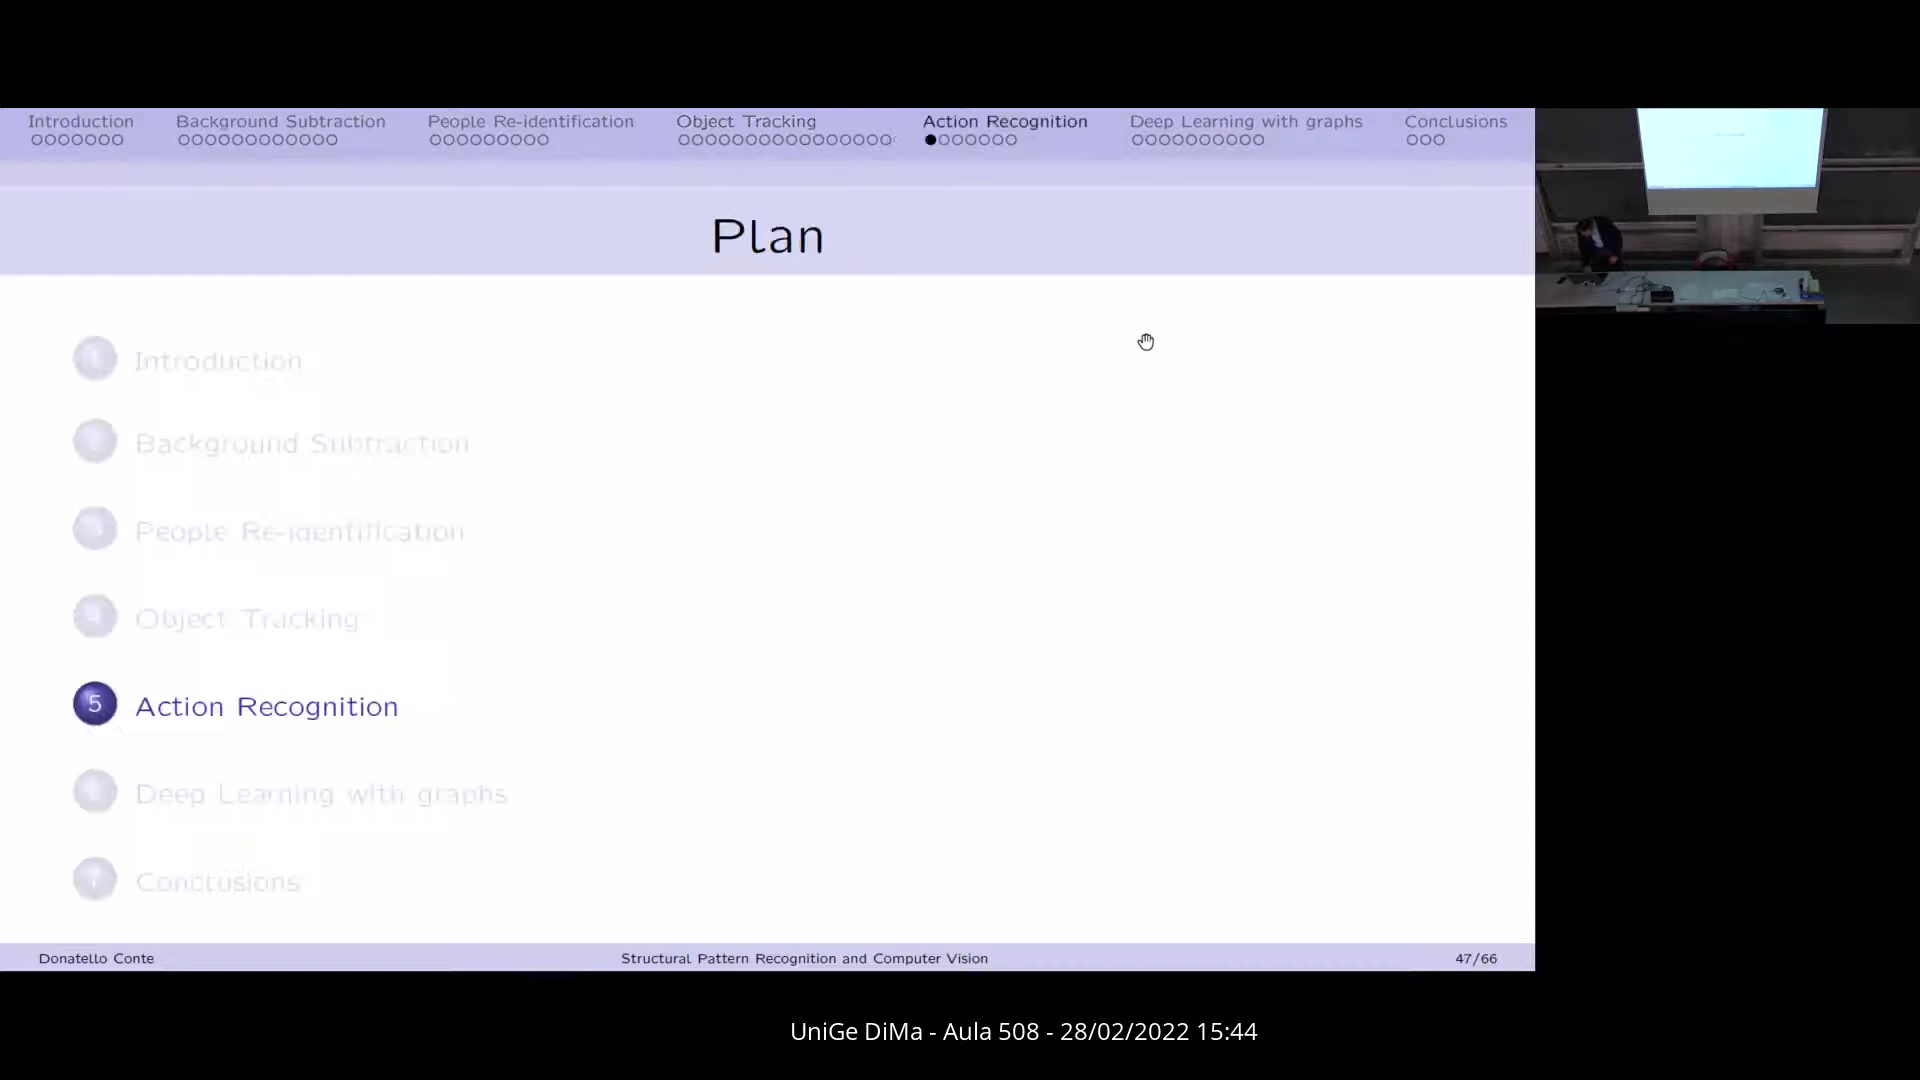 Introduction Background Subtraction People Re-identification Object Tracking Action Recognition Deep Learning with graphs Conclusions
Plan
Introduction
Background Subtraction
People Re-identification
Object Tracking
5 Action Recognition
Deep Learning with graphs
Conclusions
Donatello Conte Structural Pattern Recognition and Computer Vision 47/66
UniGe DiMa - Aula 508 - 28/02/2022 15:44